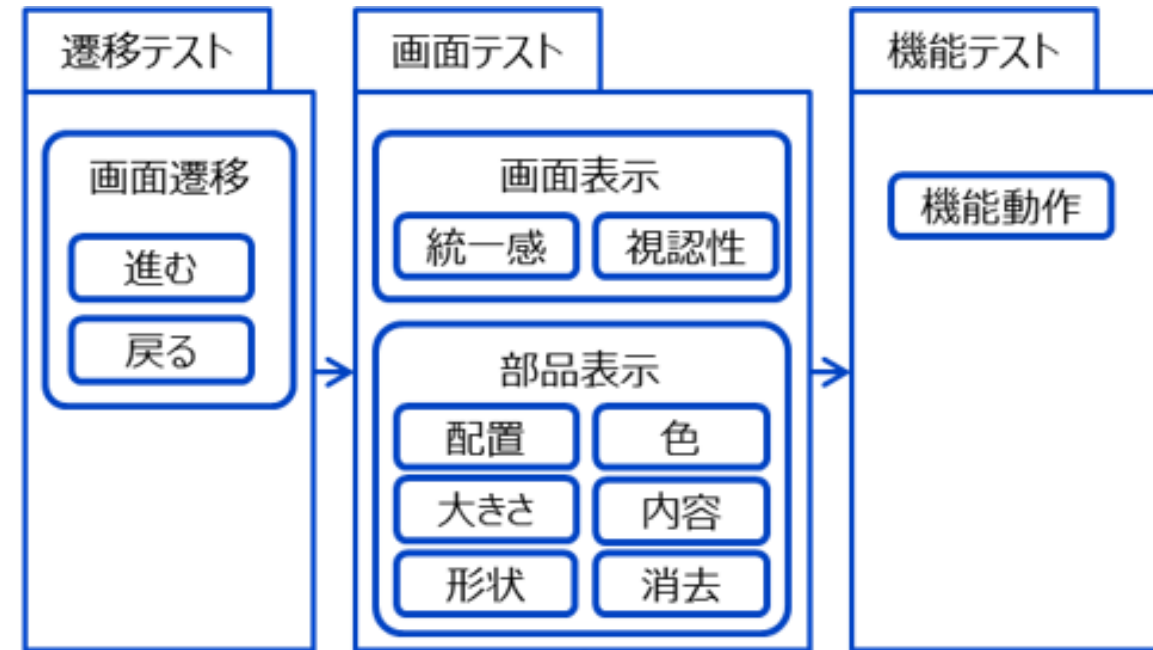 遷移テスト
画面遷移
進む
戻る
画面テスト
画面表示
統一感
視認性
部品表示
配置
色
大きさ
内容
形状
消去
機能テスト
機能動作